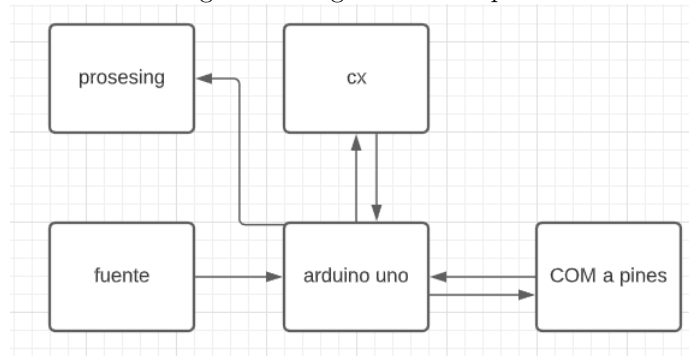 prosesing
cx
fuente
arduino uno
COM a pines